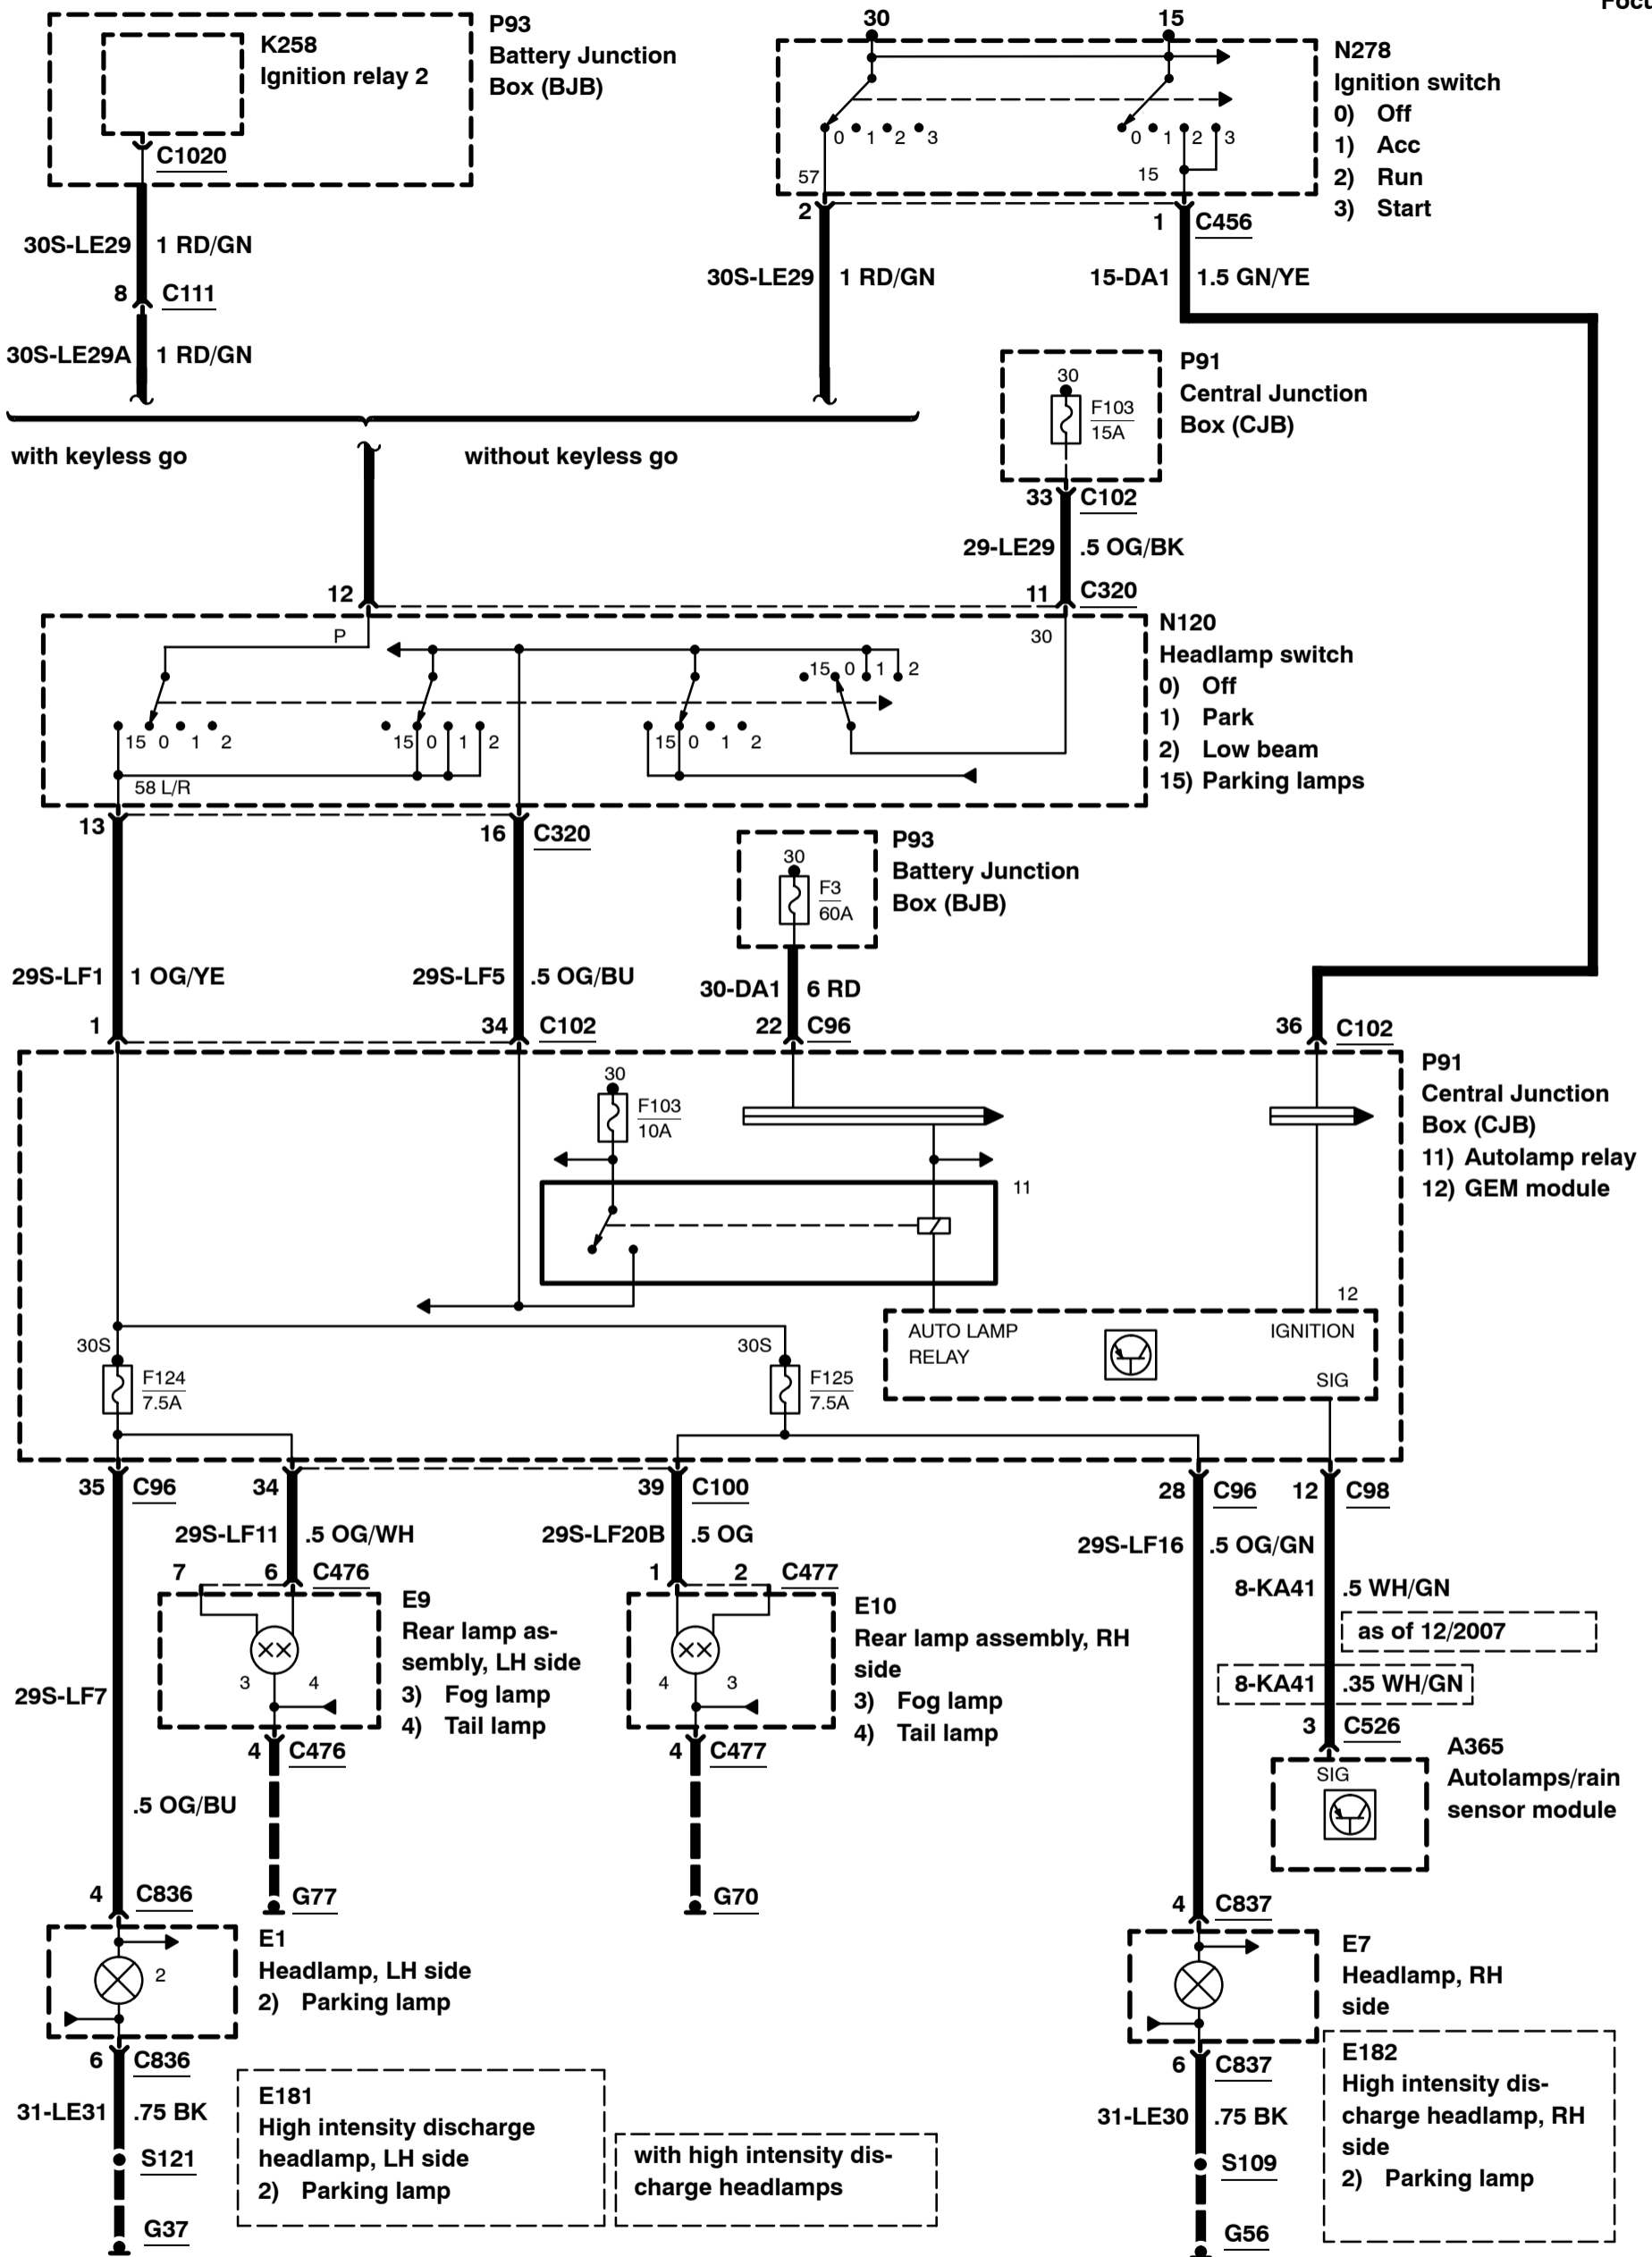 Focu
P93
Battery Junction
Box (BJB)
K258
Ignition relay 2
C1020
30S-LE29 1 RD/GN
8 C111
30S-LE29A 1 RD/GN
30 15
0 1 2 3
0 1 2 3
57 15
N278
Ignition switch
0) Off
1) Acc
2) Run
3) Start
2 1 C456
30S-LE29 1 RD/GN
15-DA1 1.5 GN/YE
with keyless go
without keyless go
30
F103
15A
P91
Central Junction
Box (CJB)
33 C102
29-LE29 .5 OG/BK
12 11 C320
P 30
15 0 1 2
15 0 1 2
15 0 1 2
15 0 1 2
58 L/R
N120
Headlamp switch
0) Off
1) Park
2) Low beam
15) Parking lamps
13 16 C320
30
F3
60A
P93
Battery Junction
Box (BJB)
29S-LF1 1 OG/YE
29S-LF5 .5 OG/BU
30-DA1 6 RD
1 34 C102
22 C96
36 C102
P91
Central Junction
Box (CJB)
11) Autolamp relay
12) GEM module
30
F103
10A
11
12
AUTO LAMP
RELAY
IGNITION
SIG
30S
F124
7.5A
30S
F125
7.5A
35 C96
34
39 C100
28 C96
12 C98
29S-LF11 .5 OG/WH
29S-LF20B .5 OG
29S-LF16 .5 OG/GN
7 6 C476
1 2 C477
8-KA41 .5 WH/GN
as of 12/2007
8-KA41 .35 WH/GN
3 4
E9
Rear lamp as-
sembly, LH side
3) Fog lamp
4) Tail lamp
4 3
E10
Rear lamp assembly, RH
side
3) Fog lamp
4) Tail lamp
29S-LF7
.5 OG/BU
3 C526
SIG
A365
Autolamps/rain
sensor module
4 C476
4 C477
G77
G70
4 C836
4 C837
2
E1
Headlamp, LH side
2) Parking lamp
E7
Headlamp, RH
side
6 C836
6 C837
31-LE31 .75 BK
31-LE30 .75 BK
S121
S109
G37
G56
E181
High intensity discharge
headlamp, LH side
2) Parking lamp
with high intensity dis-
charge headlamps
E182
High intensity dis-
charge headlamp, RH
side
2) Parking lamp